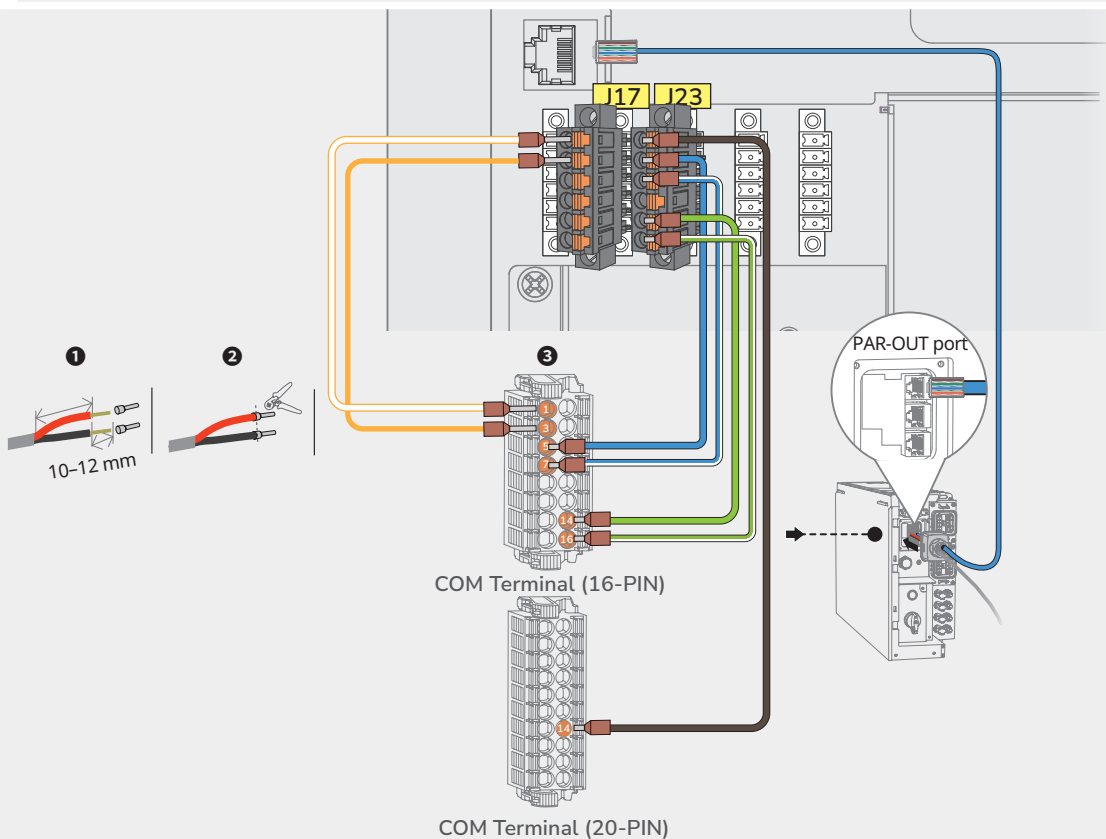 J17 J23
PAR-OUT port
❶ ❷ ❸
10–12 mm
1
3
5
7
14
16
COM Terminal (16-PIN)
14
COM Terminal (20-PIN)